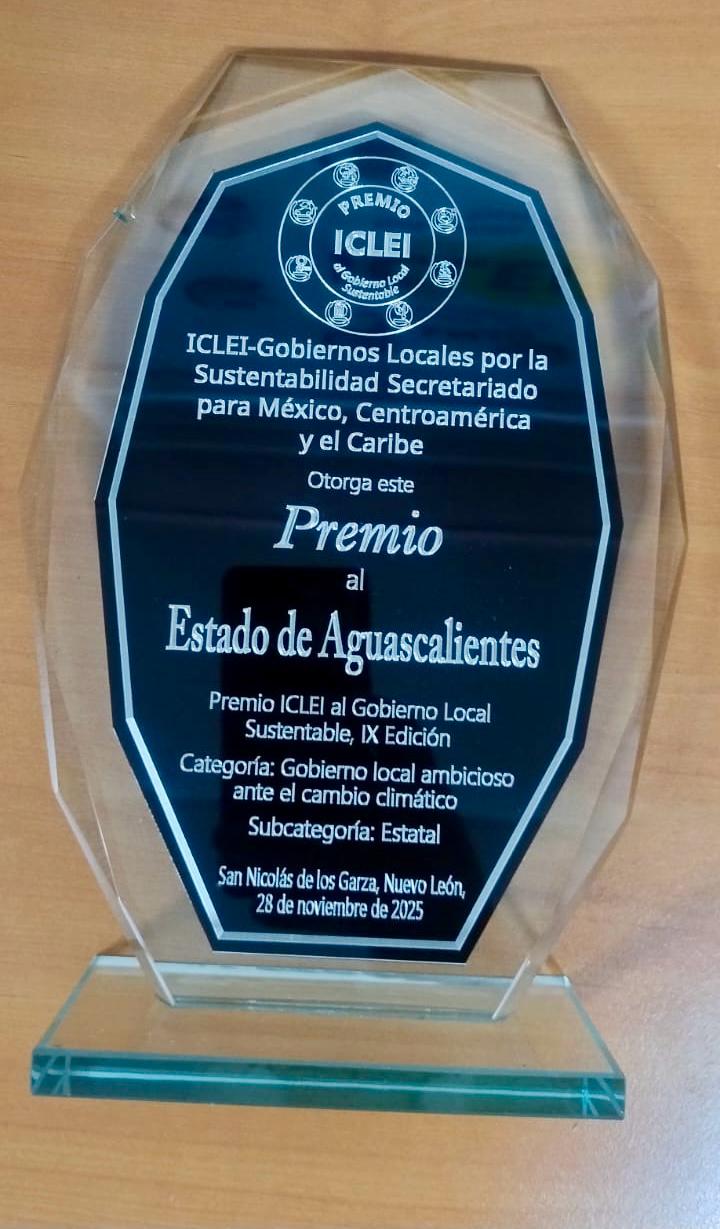 PREMIO
ICLEI
al Gobierno Local
Sustentable
ICLEI-Gobiernos Locales por la
Sustentabilidad Secretariado
para México, Centroamérica
y el Caribe
Otorga este
Premio
al
Estado de Aguascalientes
Premio ICLEI al Gobierno Local
Sustentable, IX Edición
Categoría: Gobierno local ambicioso
ante el cambio climático
Subcategoría: Estatal
San Nicolás de los Garza, Nuevo León,
28 de noviembre de 2025